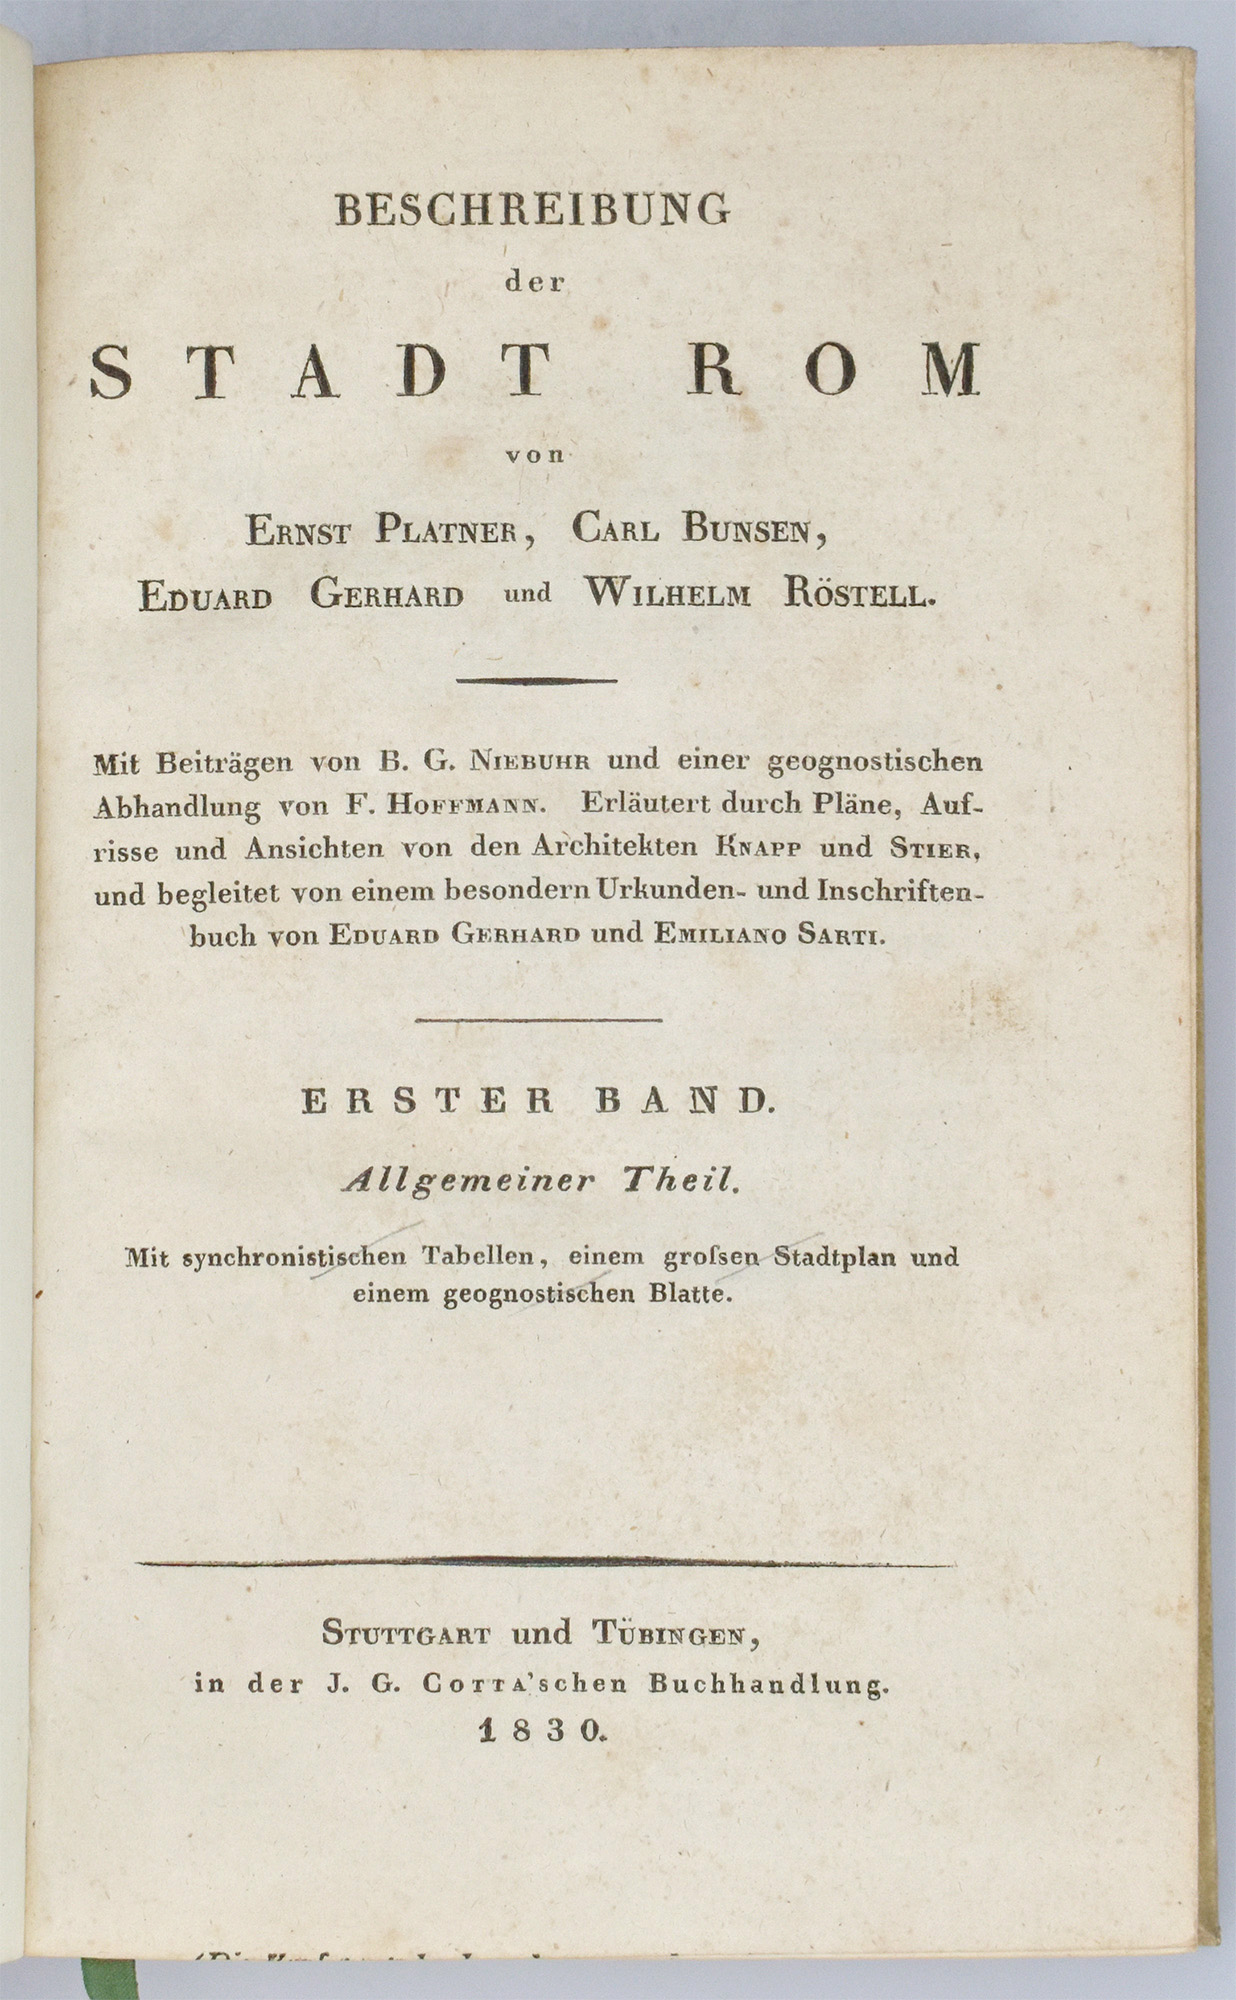 BESCHREIBUNG
der
STADT ROM
von
ERNST PLATNER, CARL BUNSEN,
EDUARD GERHARD und WILHELM RÖSTELL.
Mit Beiträgen von B. G. NIEBUHR und einer geognostischen
Abhandlung von F. HOFFMANN. Erläutert durch Pläne, Auf-
risse und Ansichten von den Architekten KNAPP und STIER,
und begleitet von einem besondern Urkunden- und Inschriften-
buch von EDUARD GERHARD und EMILIANO SARTI.
ERSTER BAND.
Allgemeiner Theil.
Mit synchronistischen Tabellen, einem groſsen Stadtplan und
einem geognostischen Blatte.
STUTTGART und TÜBINGEN,
in der J. G. COTTA'schen Buchhandlung.
1830.